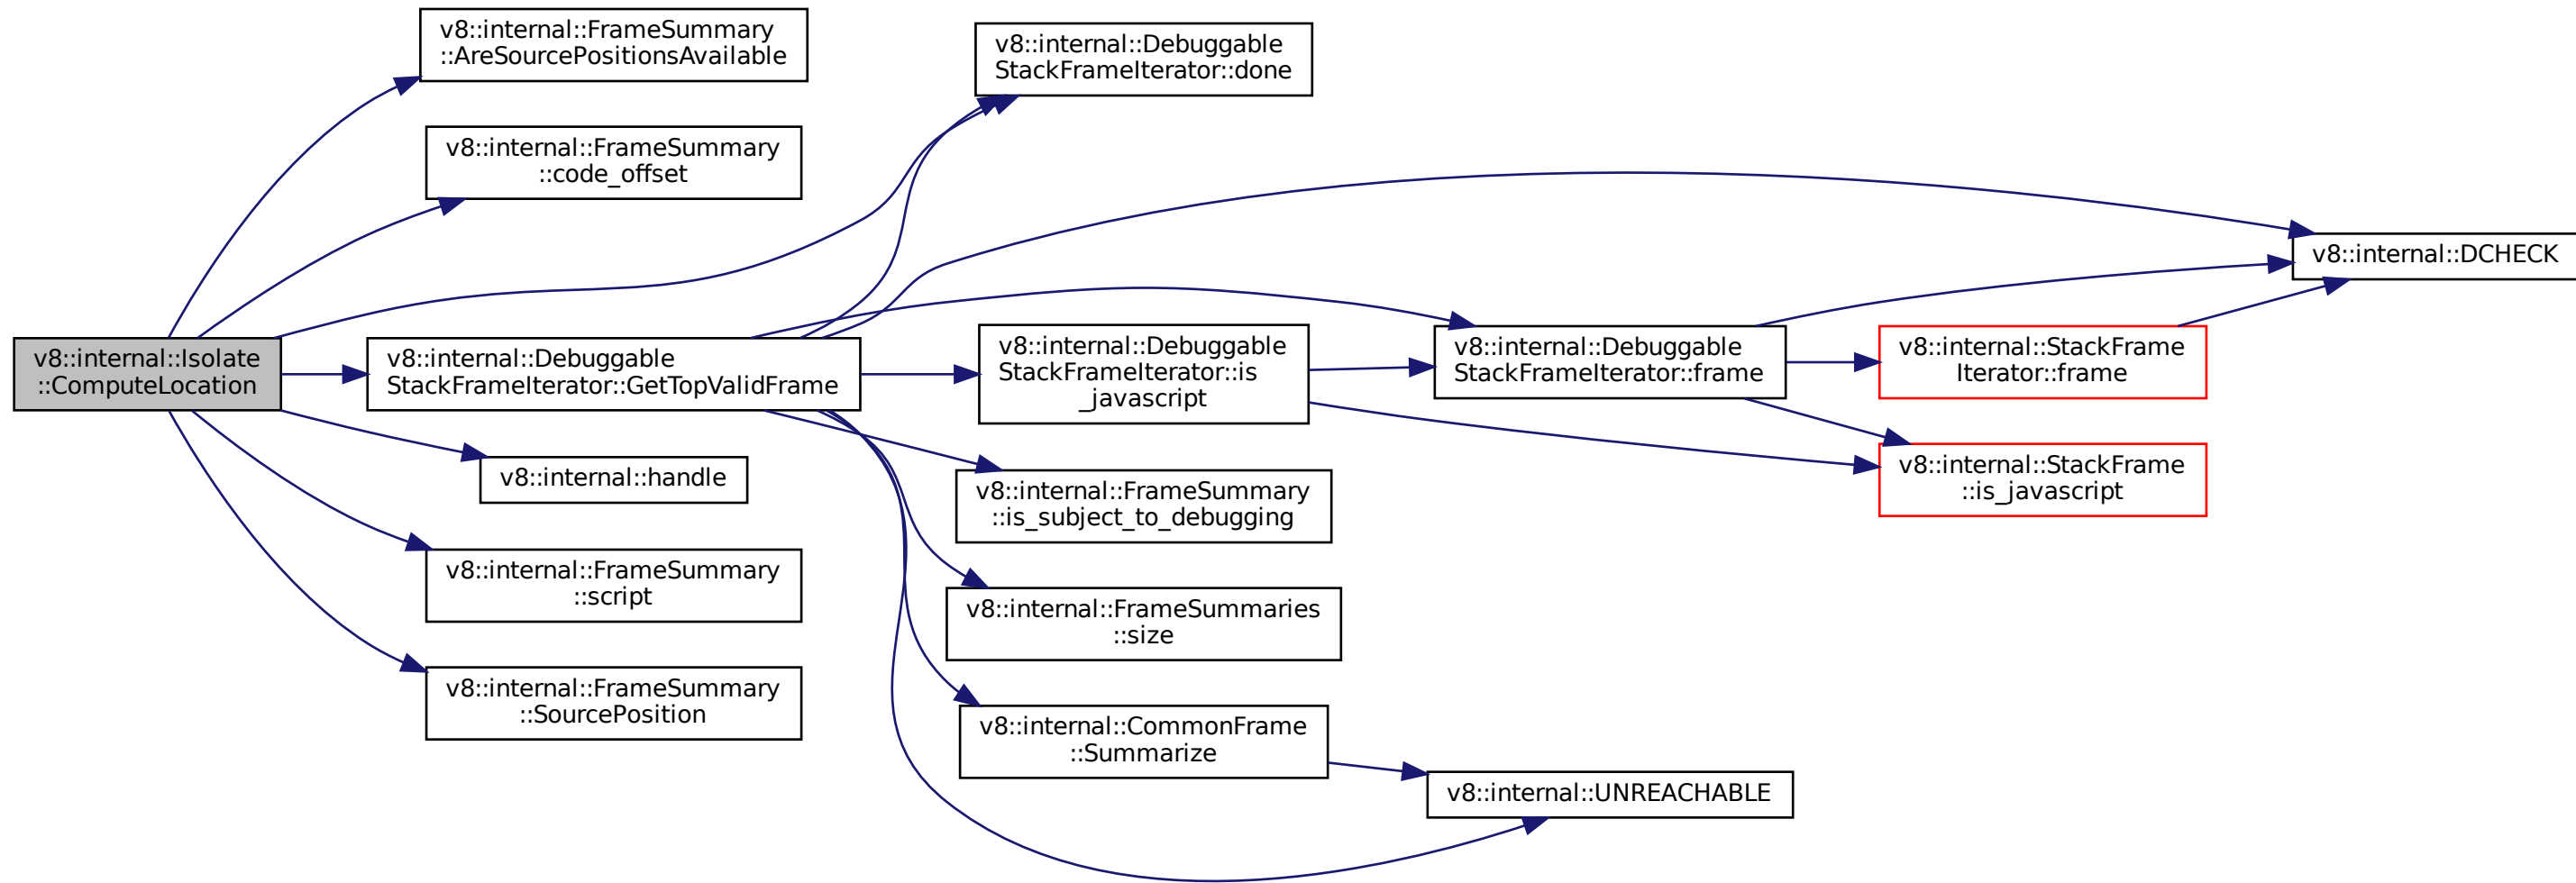 v8::internal::Isolate
::ComputeLocation
v8::internal::FrameSummary
::AreSourcePositionsAvailable
v8::internal::FrameSummary
::code_offset
v8::internal::Debuggable
StackFrameIterator::GetTopValidFrame
v8::internal::handle
v8::internal::FrameSummary
::script
v8::internal::FrameSummary
::SourcePosition
v8::internal::Debuggable
StackFrameIterator::done
v8::internal::Debuggable
StackFrameIterator::is
_javascript
v8::internal::FrameSummary
::is_subject_to_debugging
v8::internal::FrameSummaries
::size
v8::internal::CommonFrame
::Summarize
v8::internal::Debuggable
StackFrameIterator::frame
v8::internal::UNREACHABLE
v8::internal::StackFrame
Iterator::frame
v8::internal::StackFrame
::is_javascript
v8::internal::DCHECK